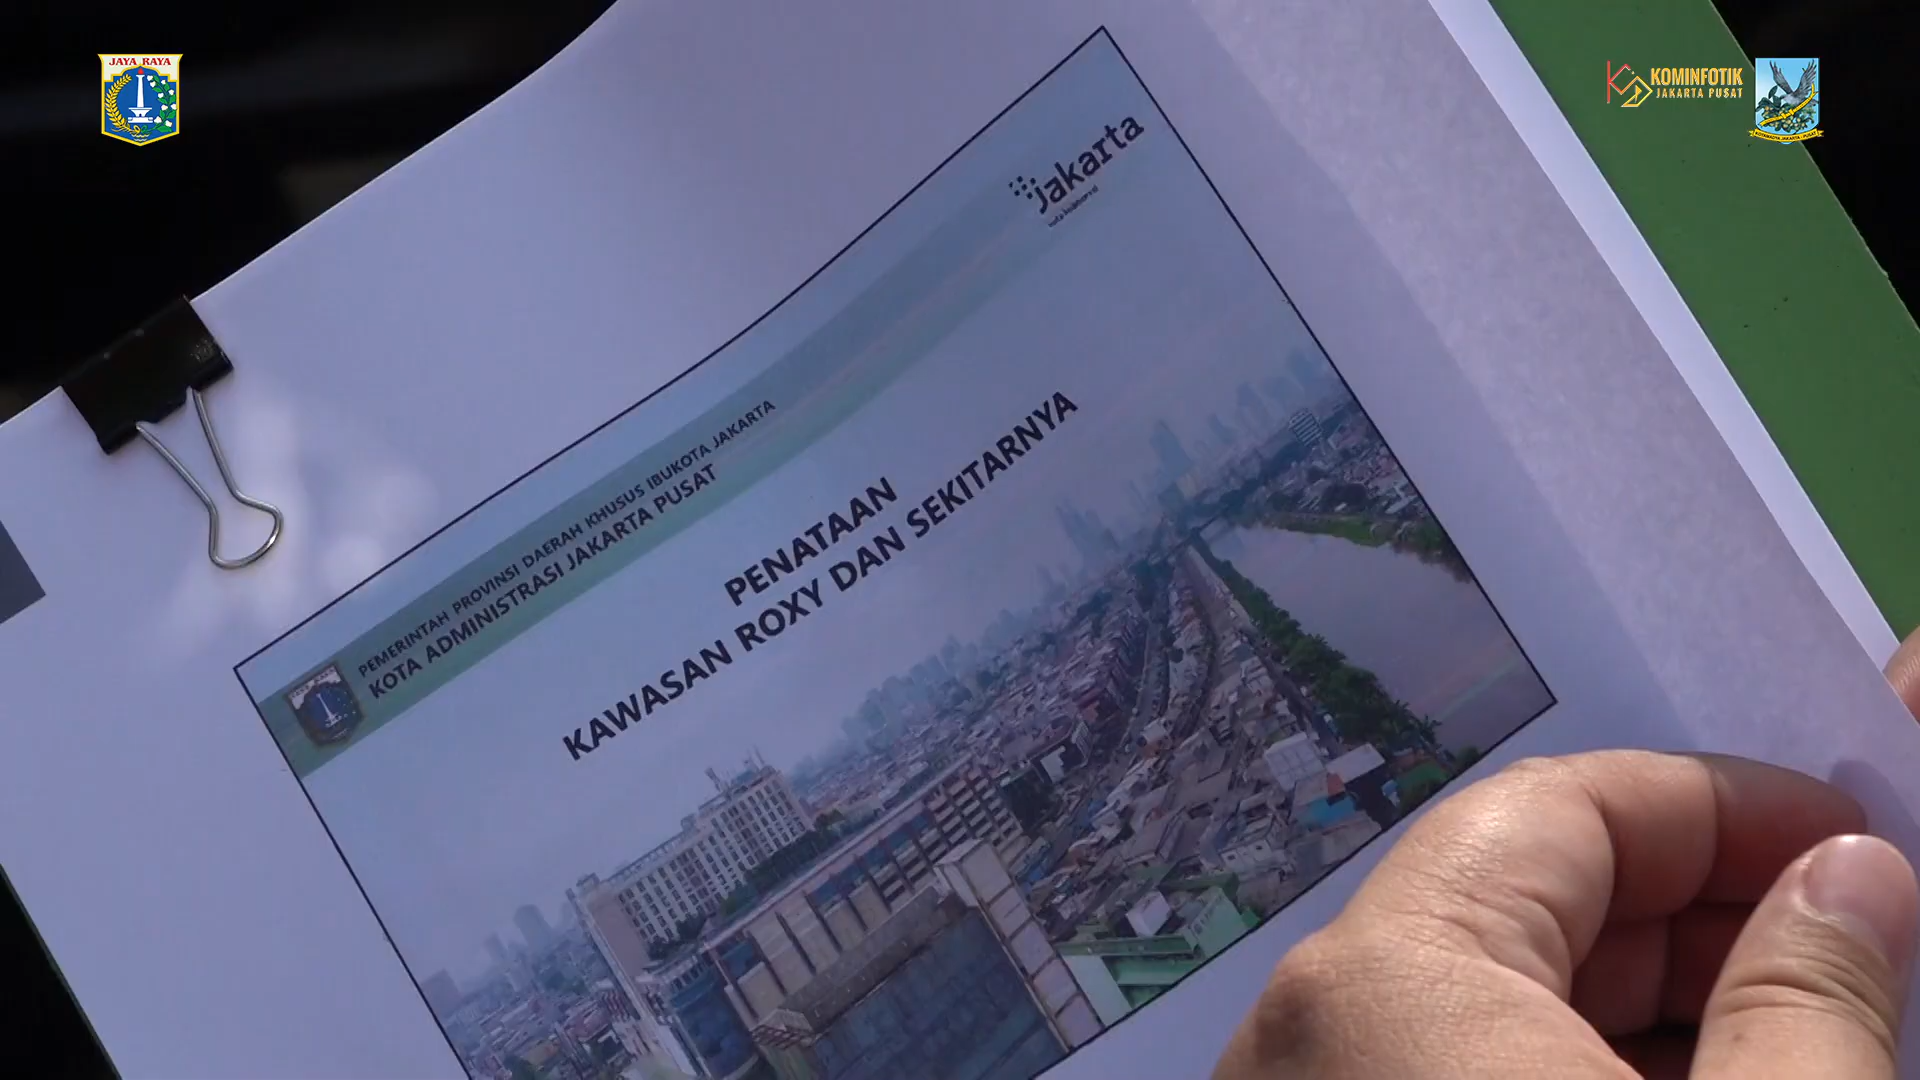 JAYA RAYA
KOMINFOTIK
JAKARTA PUSAT
jakarta
PEMERINTAH PROVINSI DAERAH KHUSUS IBUKOTA JAKARTA
KOTA ADMINISTRASI JAKARTA PUSAT
PENATAAN
KAWASAN ROXY DAN SEKITARNYA